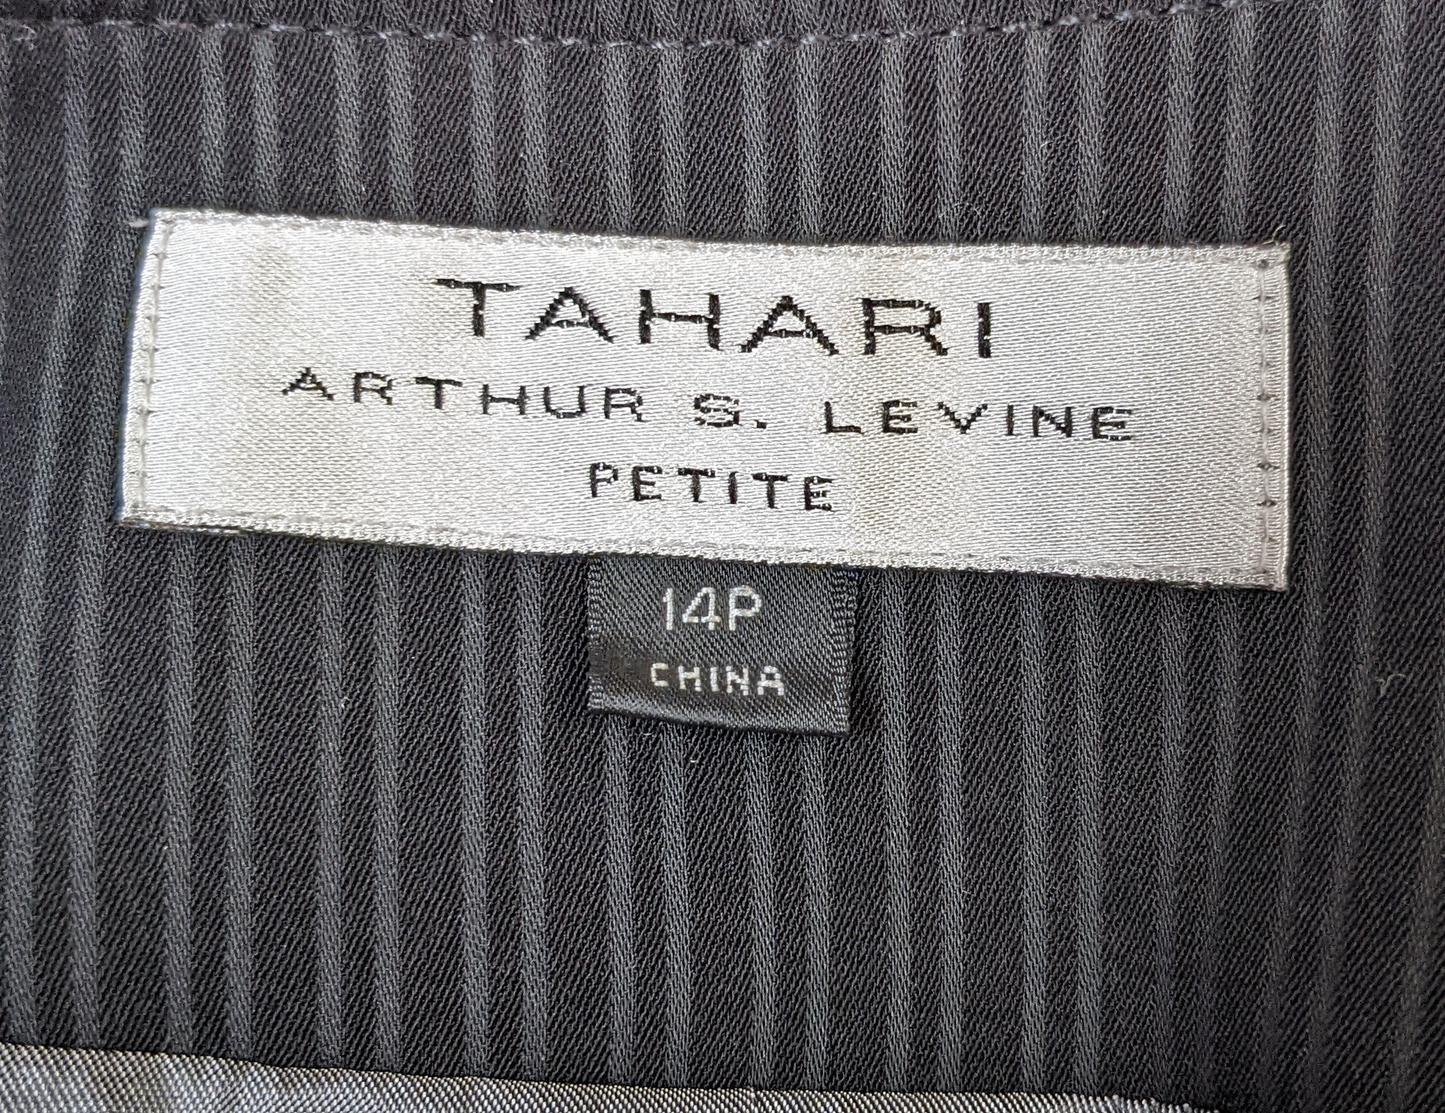 TAHARI
ARTHUR S. LEVINE
PETITE
14P
CHINA